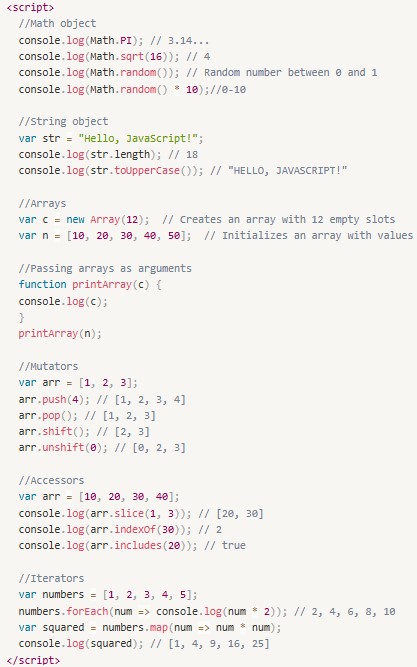 <script>
//Math object
console.log(Math.PI); // 3.14...
console.log(Math.sqrt(16)); // 4
console.log(Math.random()); // Random number between 0 and 1
console.log(Math.random() * 10);//0-10
//String object
var str = "Hello, JavaScript!";
console.log(str.length); // 18
console.log(str.toUpperCase()); // "HELLO, JAVASCRIPT!"
//Arrays
var c = new Array(12);  // Creates an array with 12 empty slots
var n = [10, 20, 30, 40, 50];  // Initializes an array with values
//Passing arrays as arguments
function printArray(c) {
console.log(c);
}
printArray(n);
//Mutators
var arr = [1, 2, 3];
arr.push(4); // [1, 2, 3, 4]
arr.pop(); // [1, 2, 3]
arr.shift(); // [2, 3]
arr.unshift(0); // [0, 2, 3]
//Accessors
var arr = [10, 20, 30, 40];
console.log(arr.slice(1, 3)); // [20, 30]
console.log(arr.indexOf(30)); // 2
console.log(arr.includes(20)); // true
//Iterators
var numbers = [1, 2, 3, 4, 5];
numbers.forEach(num => console.log(num * 2)); // 2, 4, 6, 8, 10
var squared = numbers.map(num => num * num);
console.log(squared); // [1, 4, 9, 16, 25]
</script>